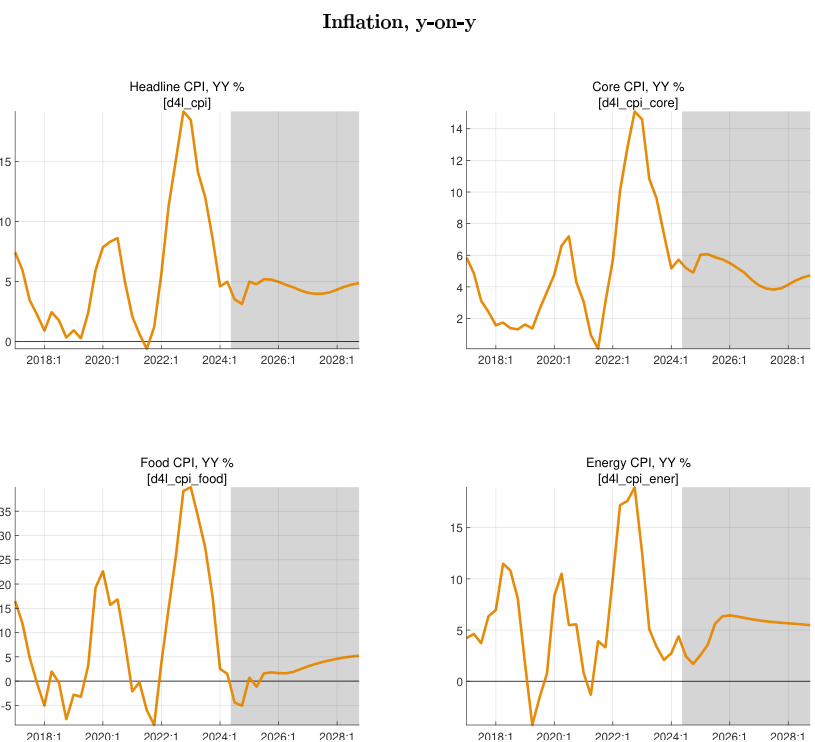 Inflation, y-on-y
Headline CPI, YY %
[d4l_cpi]
15
10
5
0
2018:1 2020:1 2022:1 2024:1 2026:1 2028:1
Core CPI, YY %
[d4l_cpi_core]
14
12
10
8
6
4
2
2018:1 2020:1 2022:1 2024:1 2026:1 2028:1
Food CPI, YY %
[d4l_cpi_food]
35
30
25
20
15
10
5
0
-5
2018:1 2020:1 2022:1 2024:1 2026:1 2028:1
Energy CPI, YY %
[d4l_cpi_ener]
15
10
5
0
2018:1 2020:1 2022:1 2024:1 2026:1 2028:1